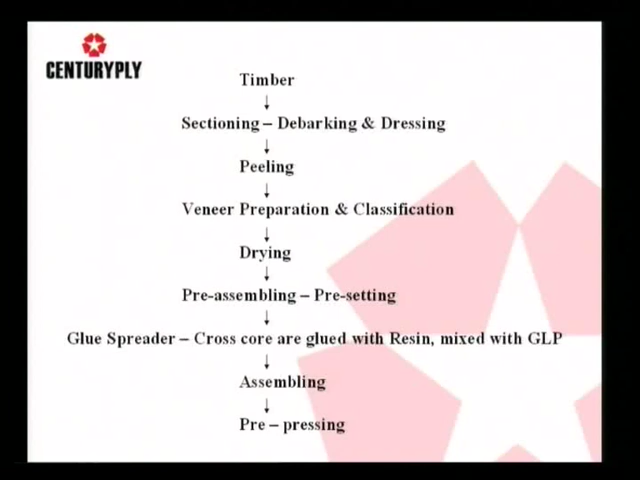 CENTURYPLY
Timber
Sectioning – Debarking & Dressing
Peeling
Veneer Preparation & Classification
Drying
Pre-assembling – Pre-setting
Glue Spreader – Cross core are glued with Resin, mixed with GLP
Assembling
Pre – pressing